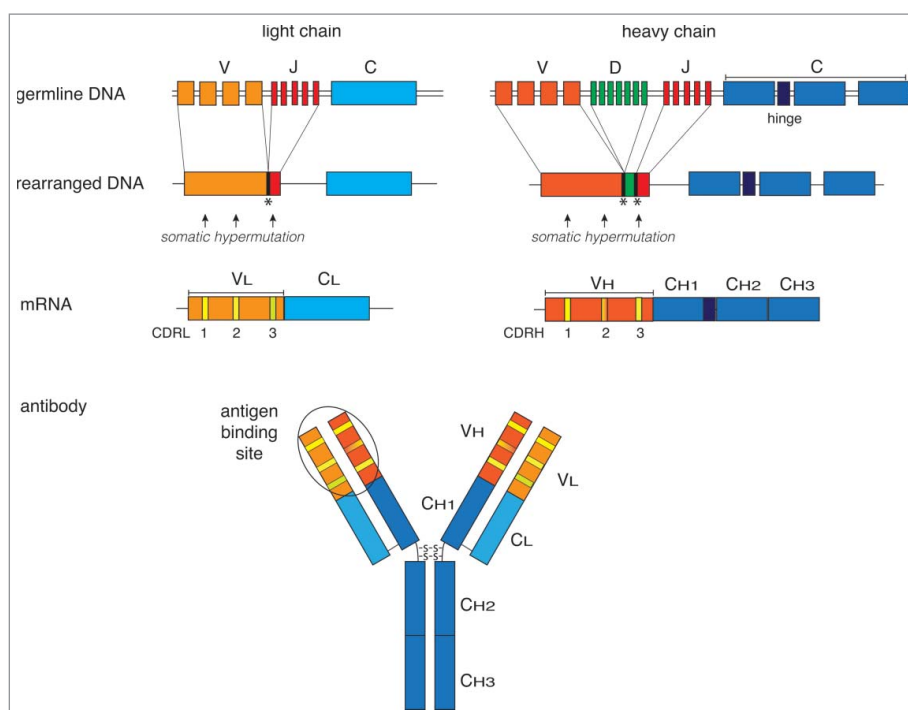 light chain
heavy chain
V J C
V D J C
germline DNA
hinge
rearranged DNA
*
* *
somatic hypermutation
somatic hypermutation
VL CL
VH CH1 CH2 CH3
mRNA
CDRL 1 2 3
CDRH 1 2 3
antibody
antigen
binding
site
VH
VL
CH1
CL
-S-S-
-S-S-
CH2
CH3